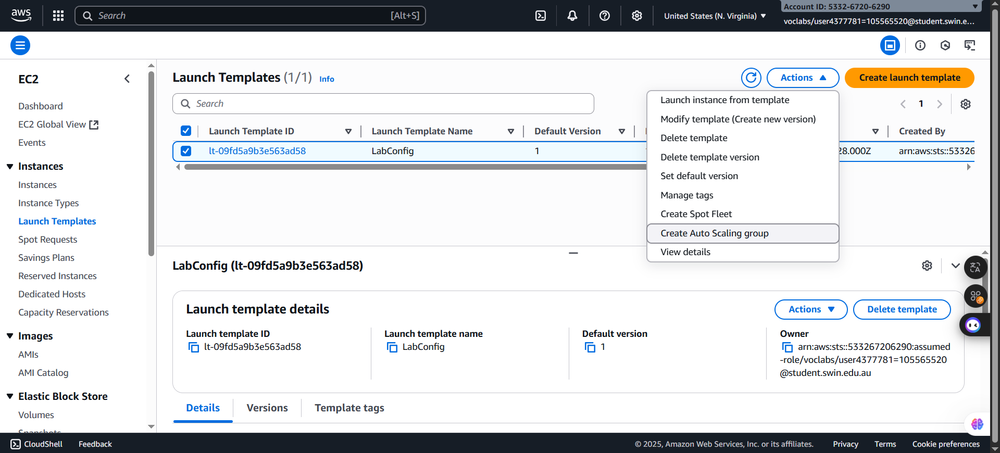 aws
Search [Alt+S]
United States (N. Virginia)
Account ID: 5332-6720-6290
voclabs/user4377781=105565520@student.swin.e...
EC2
Dashboard
EC2 Global View
Events
Instances
Instances
Instance Types
Launch Templates
Spot Requests
Savings Plans
Reserved Instances
Dedicated Hosts
Capacity Reservations
Images
AMIs
AMI Catalog
Elastic Block Store
Volumes
Snapshots
Launch Templates (1/1) Info
Actions
Create launch template
Search
1
Launch Template ID Launch Template Name Default Version Created By
lt-09fd5a9b3e563ad58 LabConfig 1 28.000Z arn:aws:sts::53326
Launch instance from template
Modify template (Create new version)
Delete template
Delete template version
Set default version
Manage tags
Create Spot Fleet
Create Auto Scaling group
View details
LabConfig (lt-09fd5a9b3e563ad58)
Launch template details
Actions
Delete template
Launch template ID
lt-09fd5a9b3e563ad58
Launch template name
LabConfig
Default version
1
Owner
arn:aws:sts::533267206290:assumed
-role/voclabs/user4377781=105565520
@student.swin.edu.au
Details Versions Template tags
CloudShell Feedback © 2025, Amazon Web Services, Inc. or its affiliates. Privacy Terms Cookie preferences